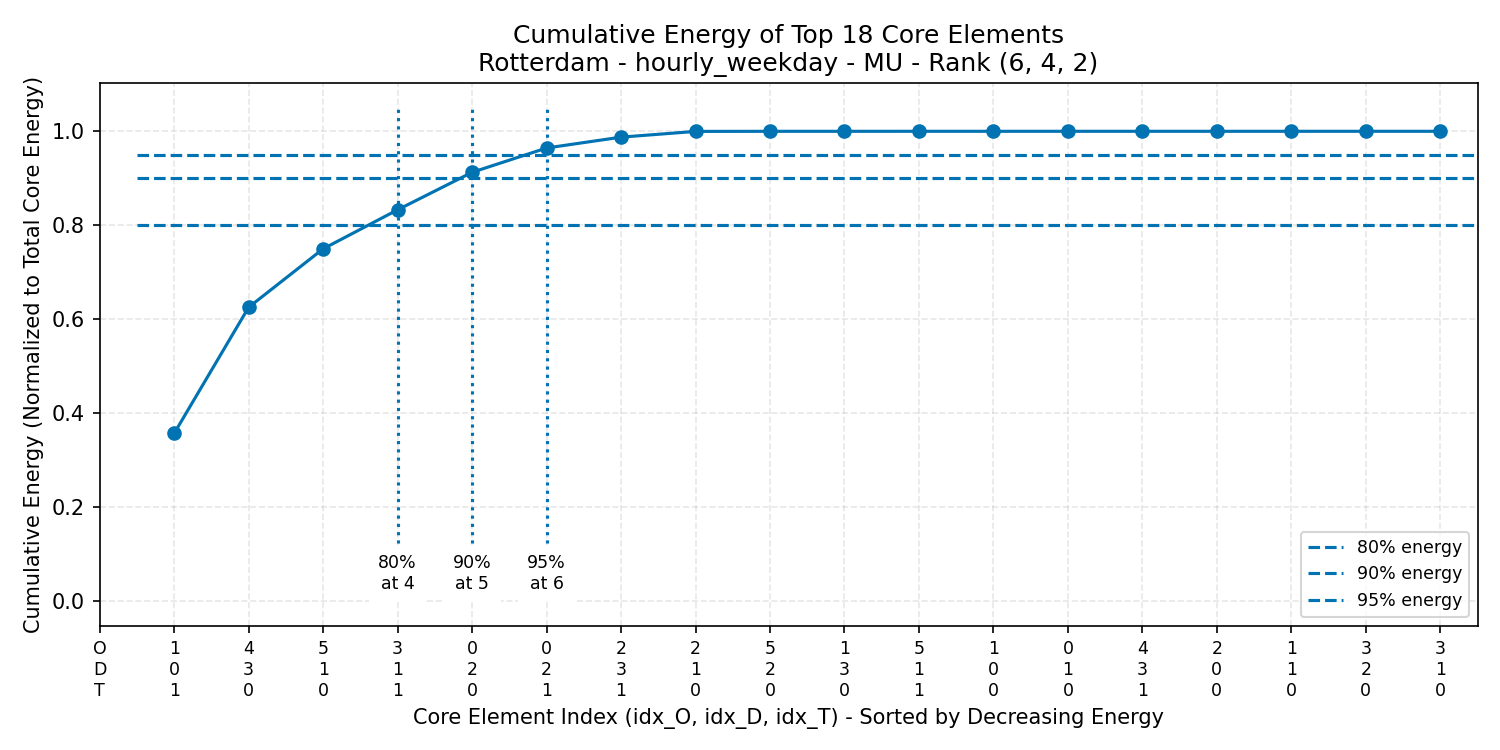 Cumulative Energy of Top 18 Core Elements
Rotterdam - hourly_weekday - MU - Rank (6, 4, 2)
Cumulative Energy (Normalized to Total Core Energy)
1.0
0.8
0.6
0.4
0.2
0.0
80% 90% 95%
at 4 at 5 at 6
80% energy
90% energy
95% energy
O 1 4 5 3 0 0 2 2 5 1 5 1 0 4 2 1 3 3
D 0 3 1 1 2 2 3 1 2 3 1 0 1 3 0 1 2 1
T 1 0 0 1 0 1 1 0 0 0 1 0 0 1 0 0 0 0
Core Element Index (idx_O, idx_D, idx_T) - Sorted by Decreasing Energy